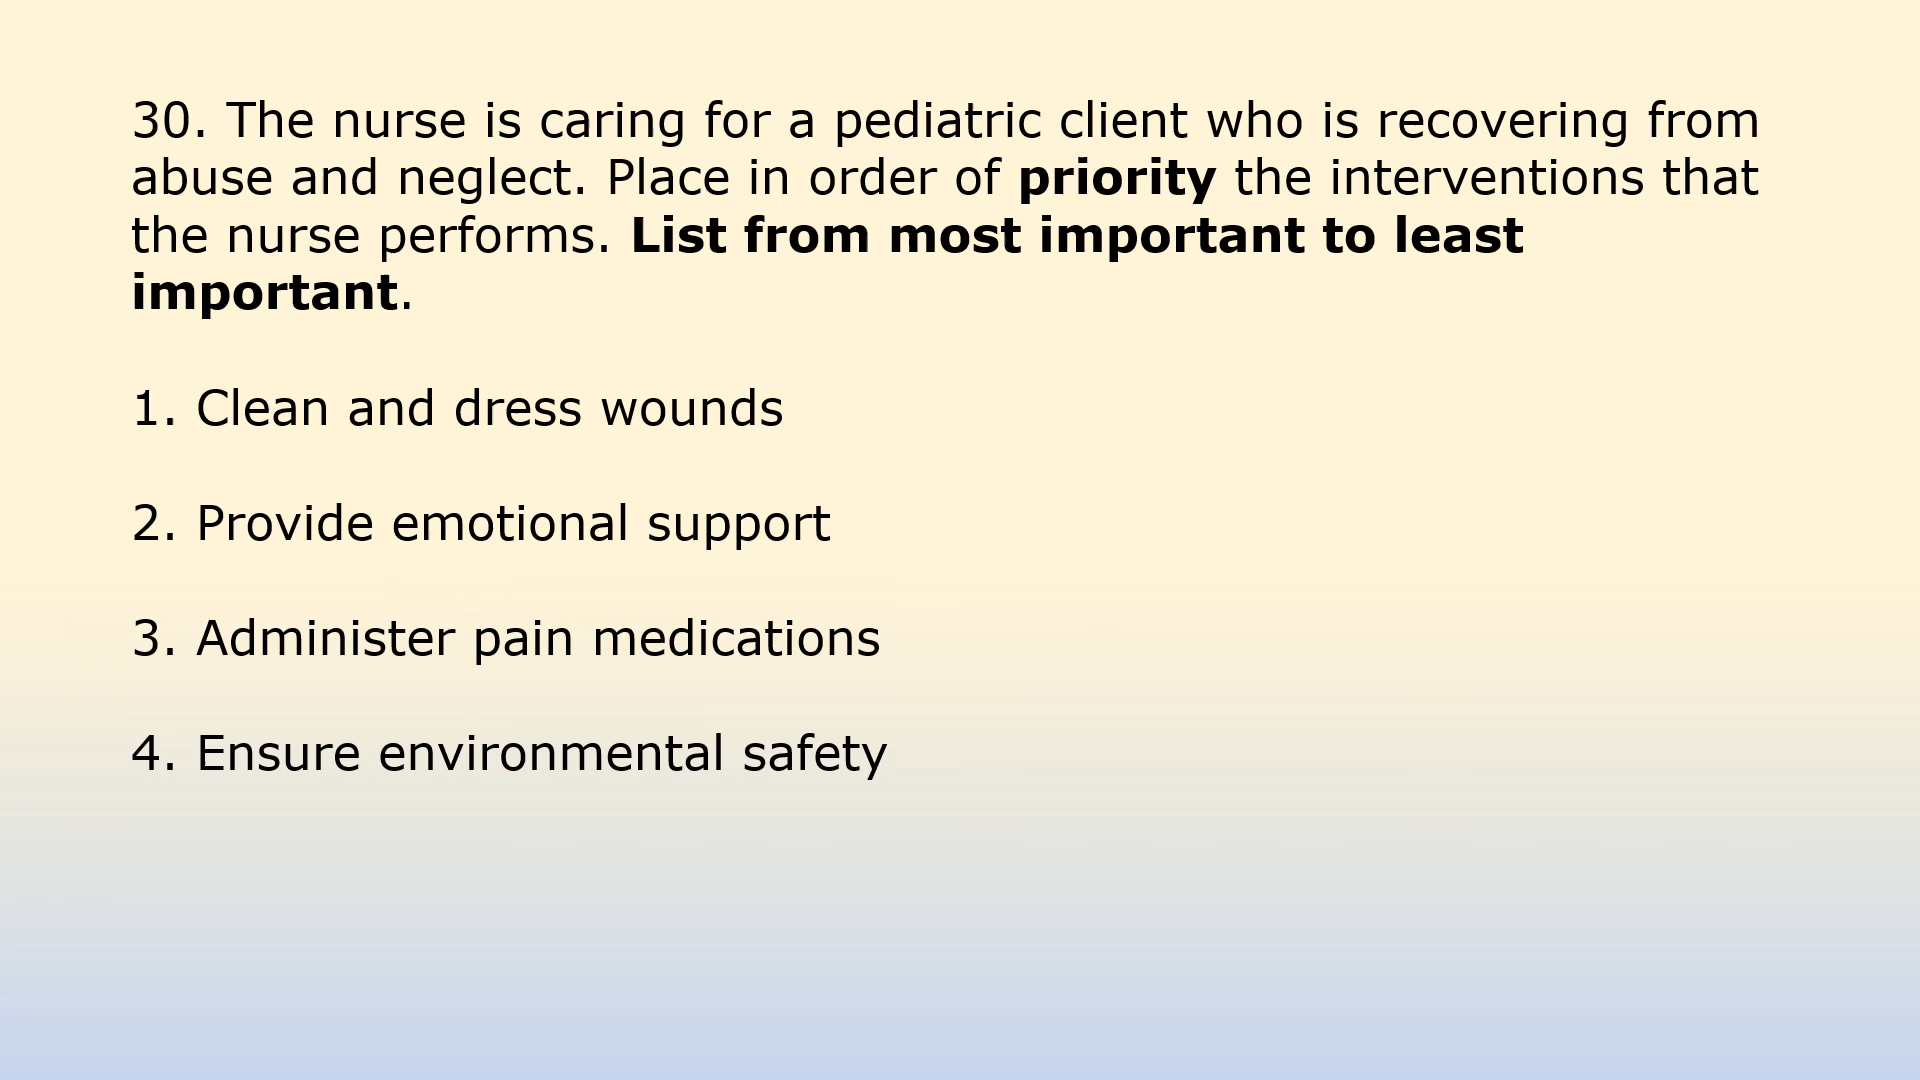 30. The nurse is caring for a pediatric client who is recovering from
abuse and neglect. Place in order of priority the interventions that
the nurse performs. List from most important to least
important.
1. Clean and dress wounds
2. Provide emotional support
3. Administer pain medications
4. Ensure environmental safety